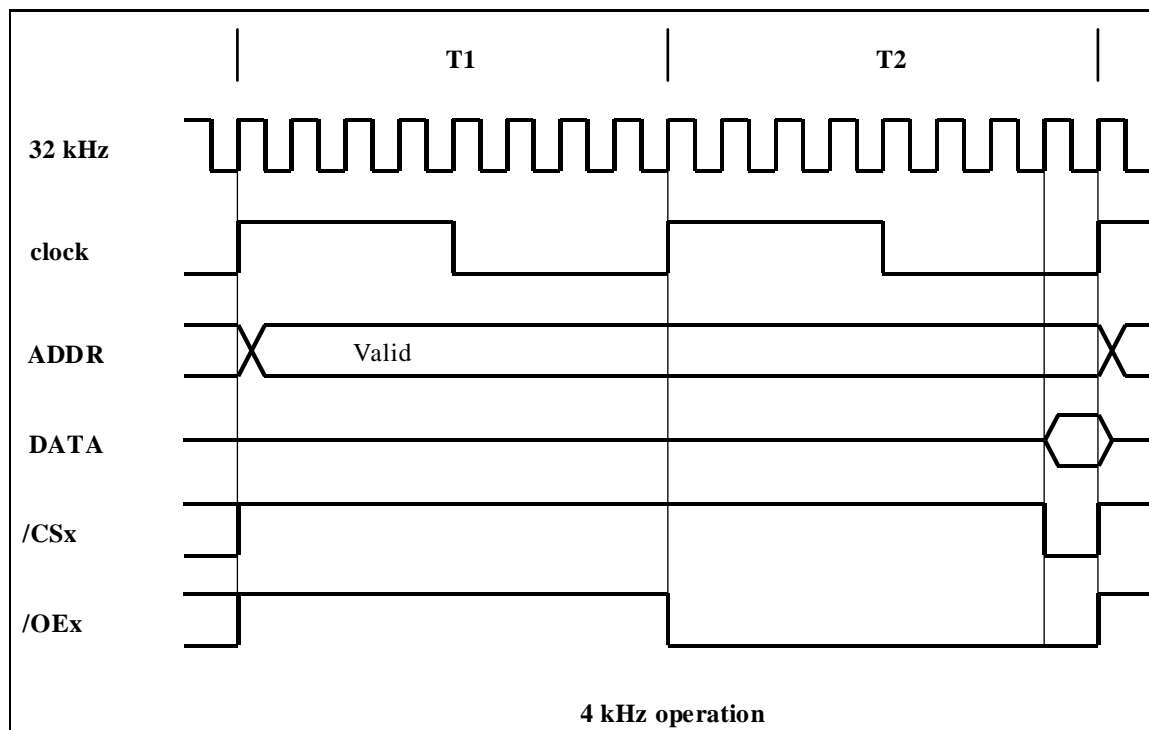 T1
T2
32 kHz
clock
ADDR
Valid
DATA
/CSx
/OEx
4 kHz operation